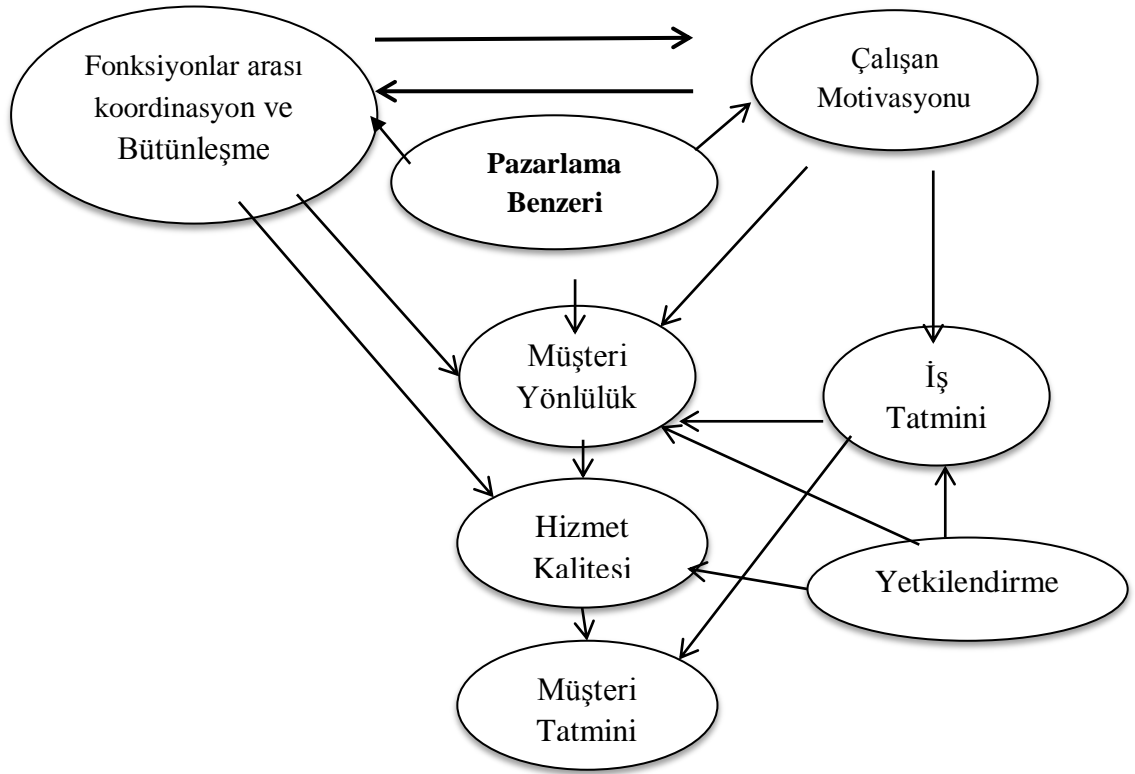 Fonksiyonlar arası
koordinasyon ve
Bütünleşme
Çalışan
Motivasyonu
Pazarlama
Benzeri
Müşteri
Yönlülük
İş
Tatmini
Hizmet
Kalitesi
Yetkilendirme
Müşteri
Tatmini